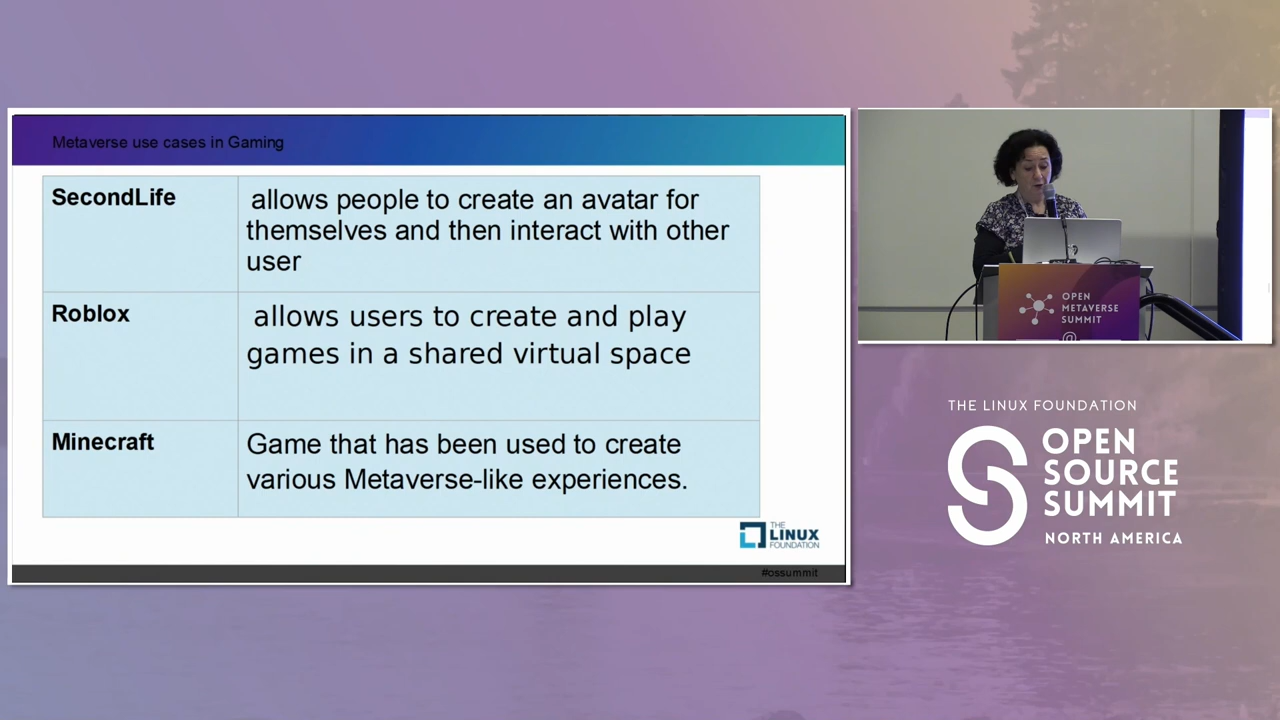 Metaverse use cases in Gaming
SecondLife
allows people to create an avatar for
themselves and then interact with other
user
Roblox
allows users to create and play
games in a shared virtual space
Minecraft
Game that has been used to create
various Metaverse-like experiences.
THE
LINUX
FOUNDATION
#ossummit
OPEN
METAVERSE
SUMMIT
THE LINUX FOUNDATION
OPEN
SOURCE
SUMMIT
NORTH AMERICA